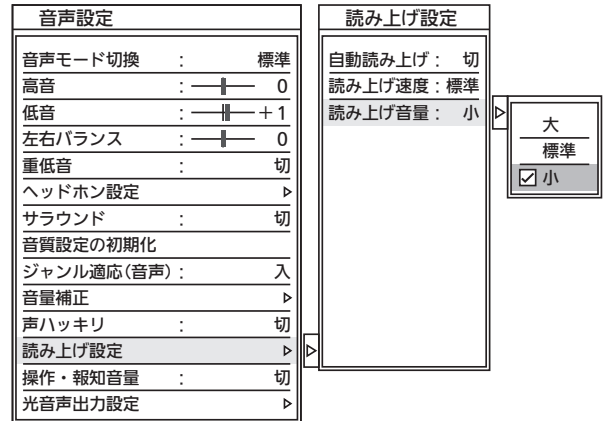 音声設定
音声モード切換 : 標準
高音 : 0
低音 : +1
左右バランス : 0
重低音 : 切
ヘッドホン設定
サラウンド : 切
音質設定の初期化
ジャンル適応(音声) : 入
音量補正
声ハッキリ : 切
読み上げ設定
操作・報知音量 : 切
光音声出力設定
読み上げ設定
自動読み上げ : 切
読み上げ速度 : 標準
読み上げ音量 : 小
大
標準
小